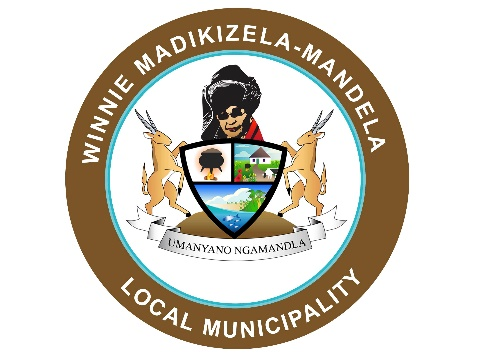 WINNIE MADIKIZELA-MANDELA
UMANYANO NGAMANDLA
LOCAL MUNICIPALITY